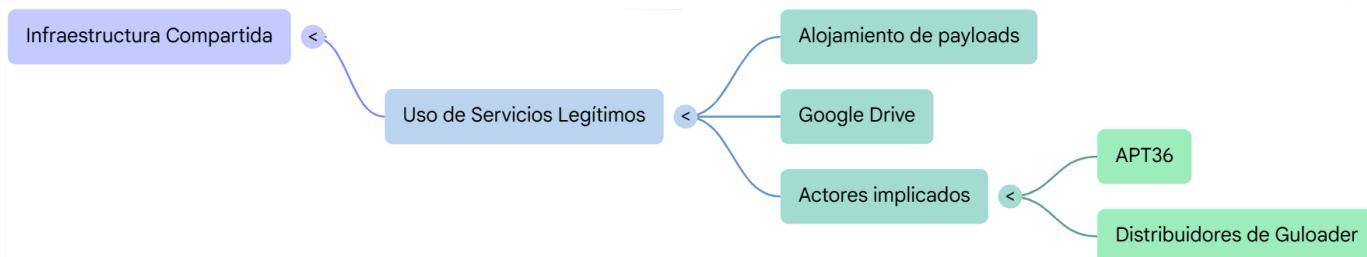 Infraestructura Compartida
<
Uso de Servicios Legítimos
<
Alojamiento de payloads
Google Drive
Actores implicados
<
APT36
Distribuidores de Guloader